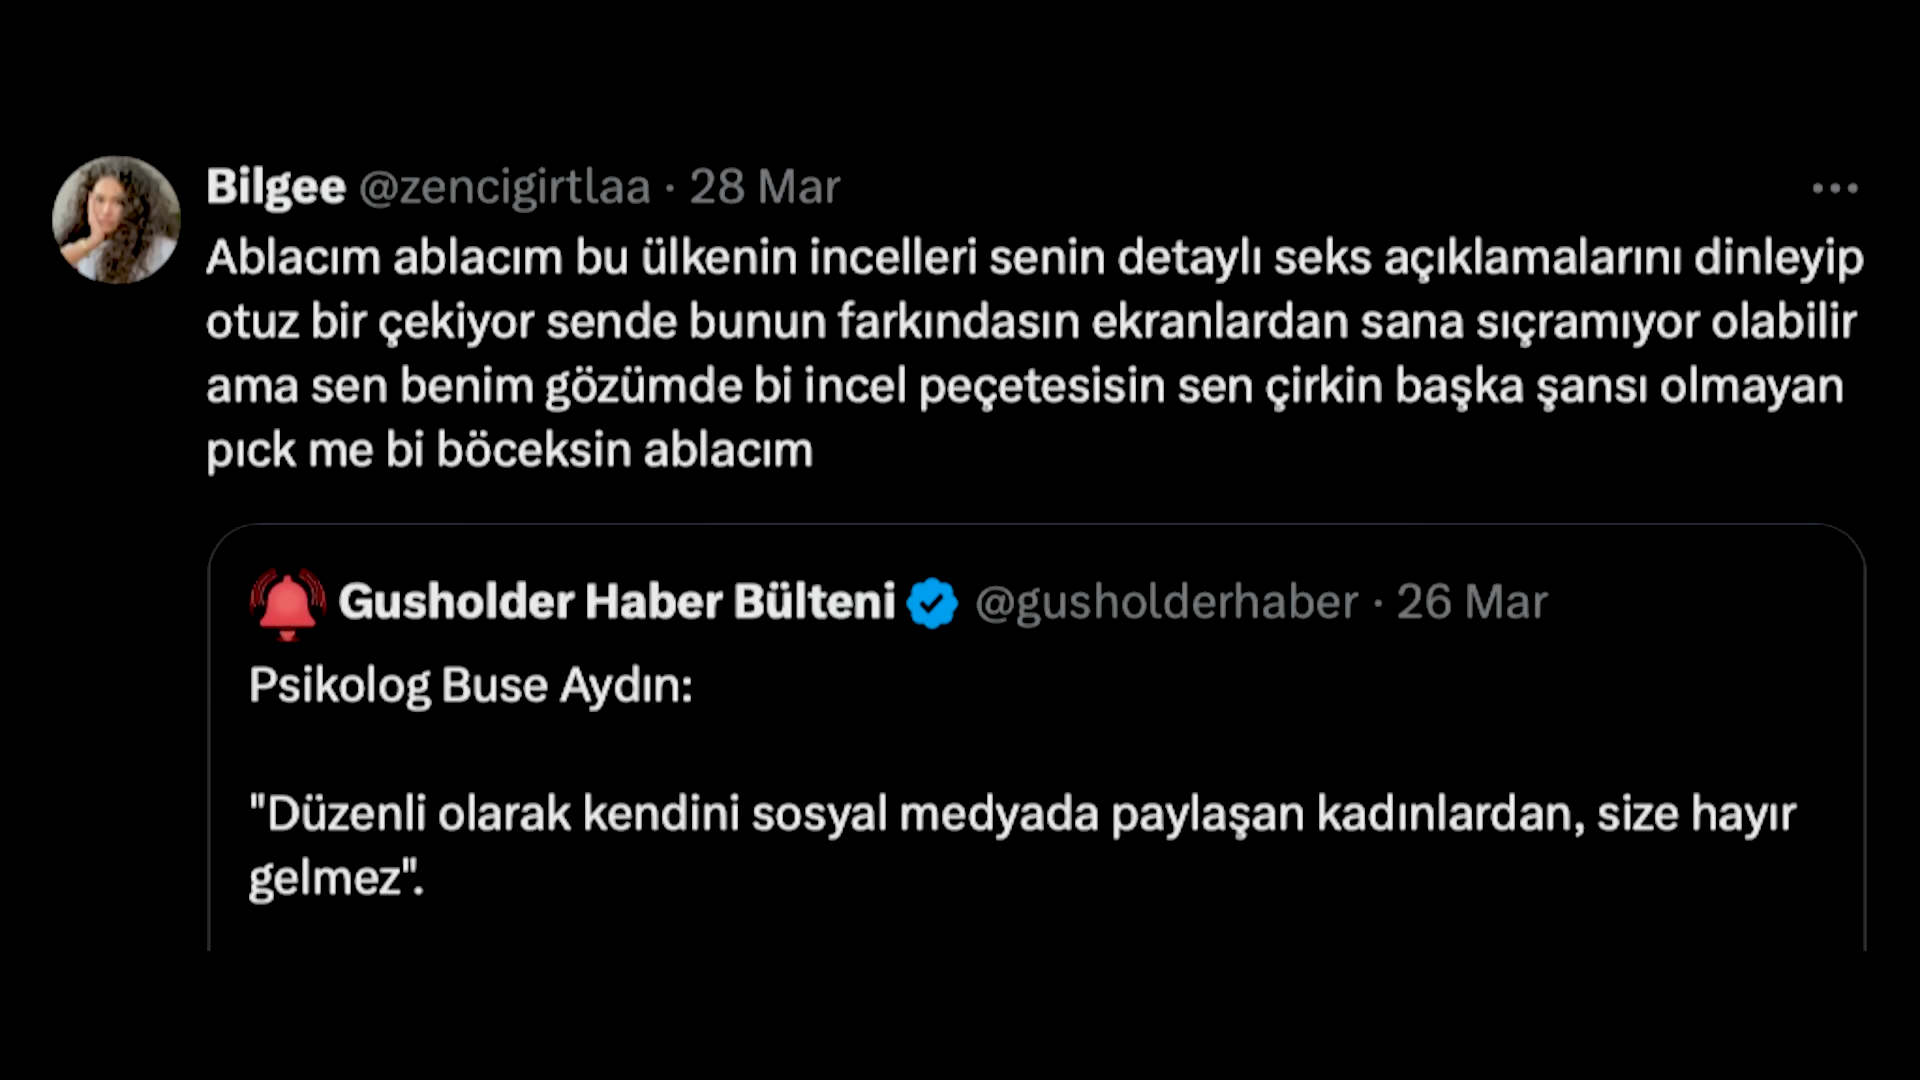 Bilgee @zencigirtlaa · 28 Mar
Ablacım ablacım bu ülkenin incelleri senin detaylı seks açıklamalarını dinleyip
otuz bir çekiyor sende bunun farkındasın ekranlardan sana sıçramıyor olabilir
ama sen benim gözümde bi incel peçetesisin sen çirkin başka şansı olmayan
pıck me bi böceksin ablacım
Gusholder Haber Bülteni @gusholderhaber · 26 Mar
Psikolog Buse Aydın:
"Düzenli olarak kendini sosyal medyada paylaşan kadınlardan, size hayır
gelmez".